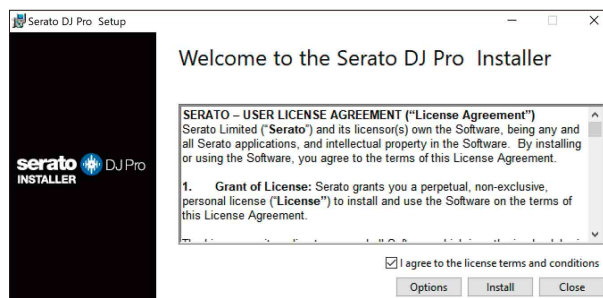 Serato DJ Pro Setup
Welcome to the Serato DJ Pro Installer
SERATO – USER LICENSE AGREEMENT (“License Agreement”)
Serato Limited (“Serato”) and its licensor(s) own the Software, being any and
all Serato applications, and intellectual property in the Software. By installing
or using the Software, you agree to the terms of this License Agreement.
1. Grant of License: Serato grants you a perpetual, non-exclusive,
personal license (“License”) to install and use the Software on the terms of
this License Agreement.
serato DJ Pro
INSTALLER
I agree to the license terms and conditions
Options Install Close